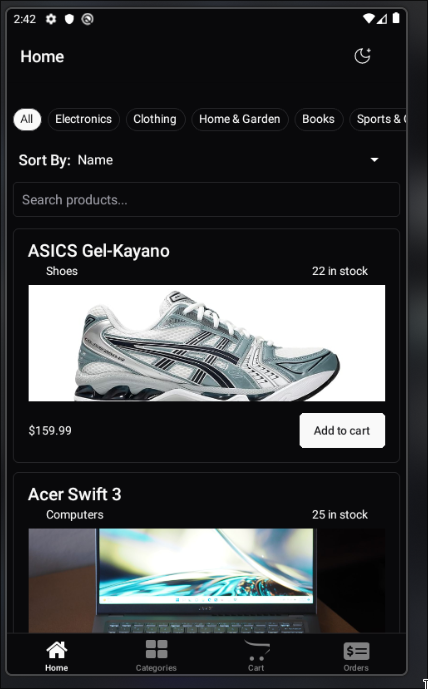 2:42
Home
All
Electronics
Clothing
Home & Garden
Books
Sports &
Sort By: Name
Search products...
ASICS Gel-Kayano
Shoes
22 in stock
$159.99
Add to cart
Acer Swift 3
Computers
25 in stock
Home
Categories
Cart
Orders